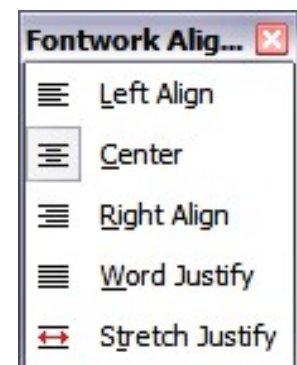 Fontwork Alig...
Left Align
Center
Right Align
Word Justify
Stretch Justify